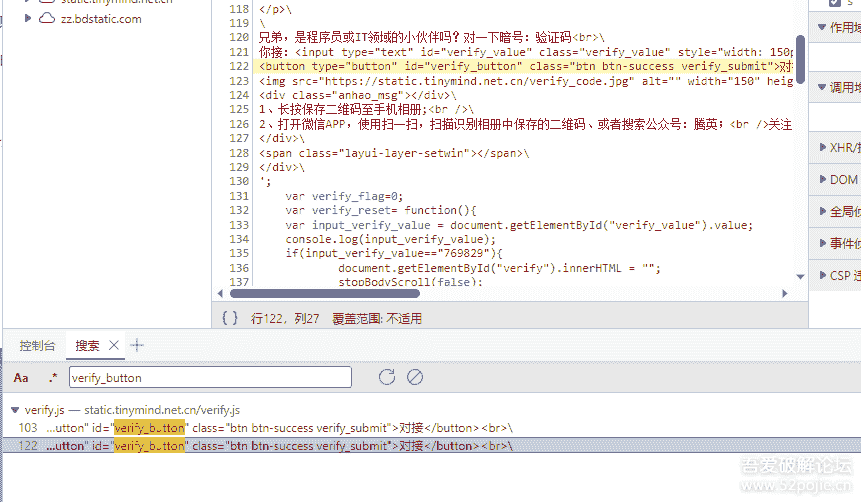 static.tinymind.net.cn
zz.bdstatic.com
118 </p>\
119 \
120 兄弟，是程序员或IT领域的小伙伴吗？对一下暗号：验证码<br>\
121 你接：<input type="text" id="verify_value" class="verify_value" style="width: 150p
122 <button type="button" id="verify_button" class="btn btn-success verify_submit">对
123 <img src="https://static.tinymind.net.cn/verify_code.jpg" alt="" width="150" heig
124 <div class="anhao_msg"></div>\
125 1、长按保存二维码至手机相册;<br />\
126 2、打开微信APP，使用扫一扫，扫描识别相册中保存的二维码、或者搜索公众号：腾英；<br />关注
127 </div>\
128 <span class="layui-layer-setwin"></span>\
129 </div>\
130 ';
131 var verify_flag=0;
132 var verify_reset= function(){
133 var input_verify_value = document.getElementById("verify_value").value;
134 console.log(input_verify_value);
135 if(input_verify_value=="769829"){
136 document.getElementById("verify").innerHTML = "";
137 stopBodyScroll(false);
{ } 行122，列27 覆盖范围: 不适用
作用域
调用堆
XHR/
DOM
全局侦
事件侦
CSP 违
控制台 搜索
Aa .* verify_button
verify.js — static.tinymind.net.cn/verify.js
103 ...utton" id="verify_button" class="btn btn-success verify_submit">对接</button><br>\
122 ...utton" id="verify_button" class="btn btn-success verify_submit">对接</button><br>\
吾爱破解论坛
www.52pojie.cn